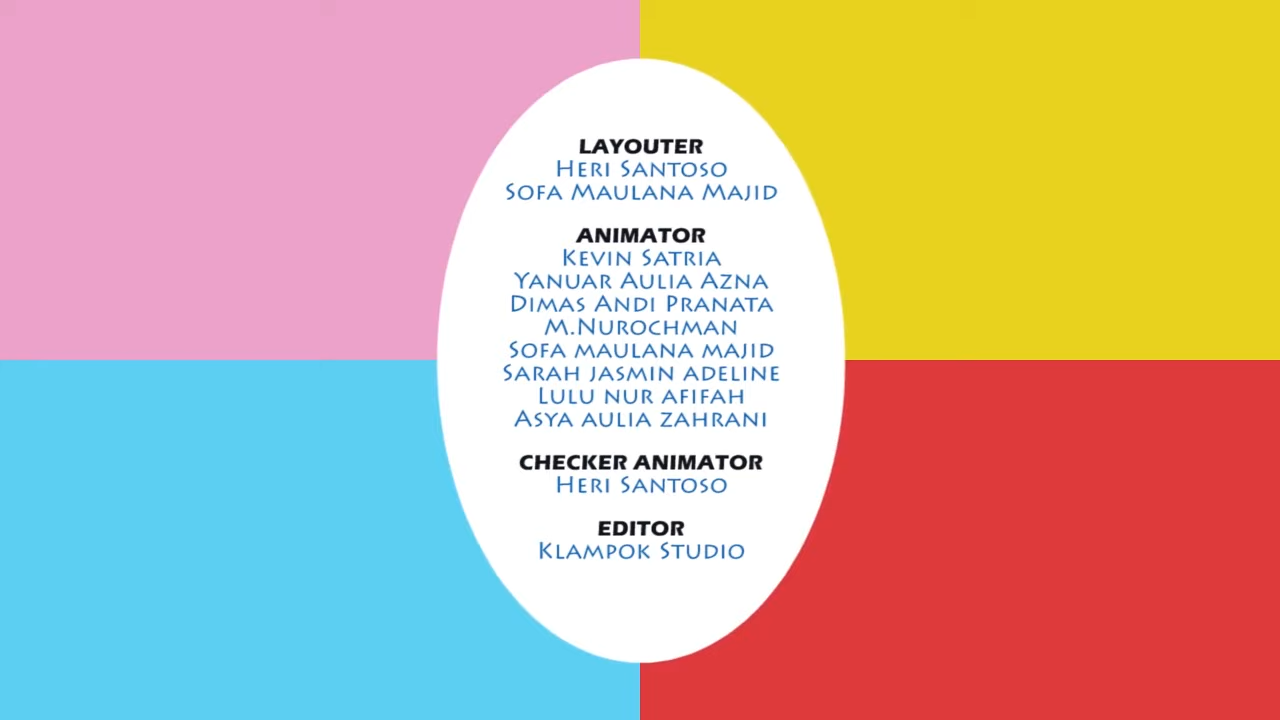 LAYOUTER
HERI SANTOSO
SOFA MAULANA MAJID
ANIMATOR
KEVIN SATRIA
YANUAR AULIA AZNA
DIMAS ANDI PRANATA
M.NUROCHMAN
SOFA MAULANA MAJID
SARAH JASMIN ADELINE
LULU NUR AFIFAH
ASYA AULIA ZAHRANI
CHECKER ANIMATOR
HERI SANTOSO
EDITOR
KLAMPOK STUDIO